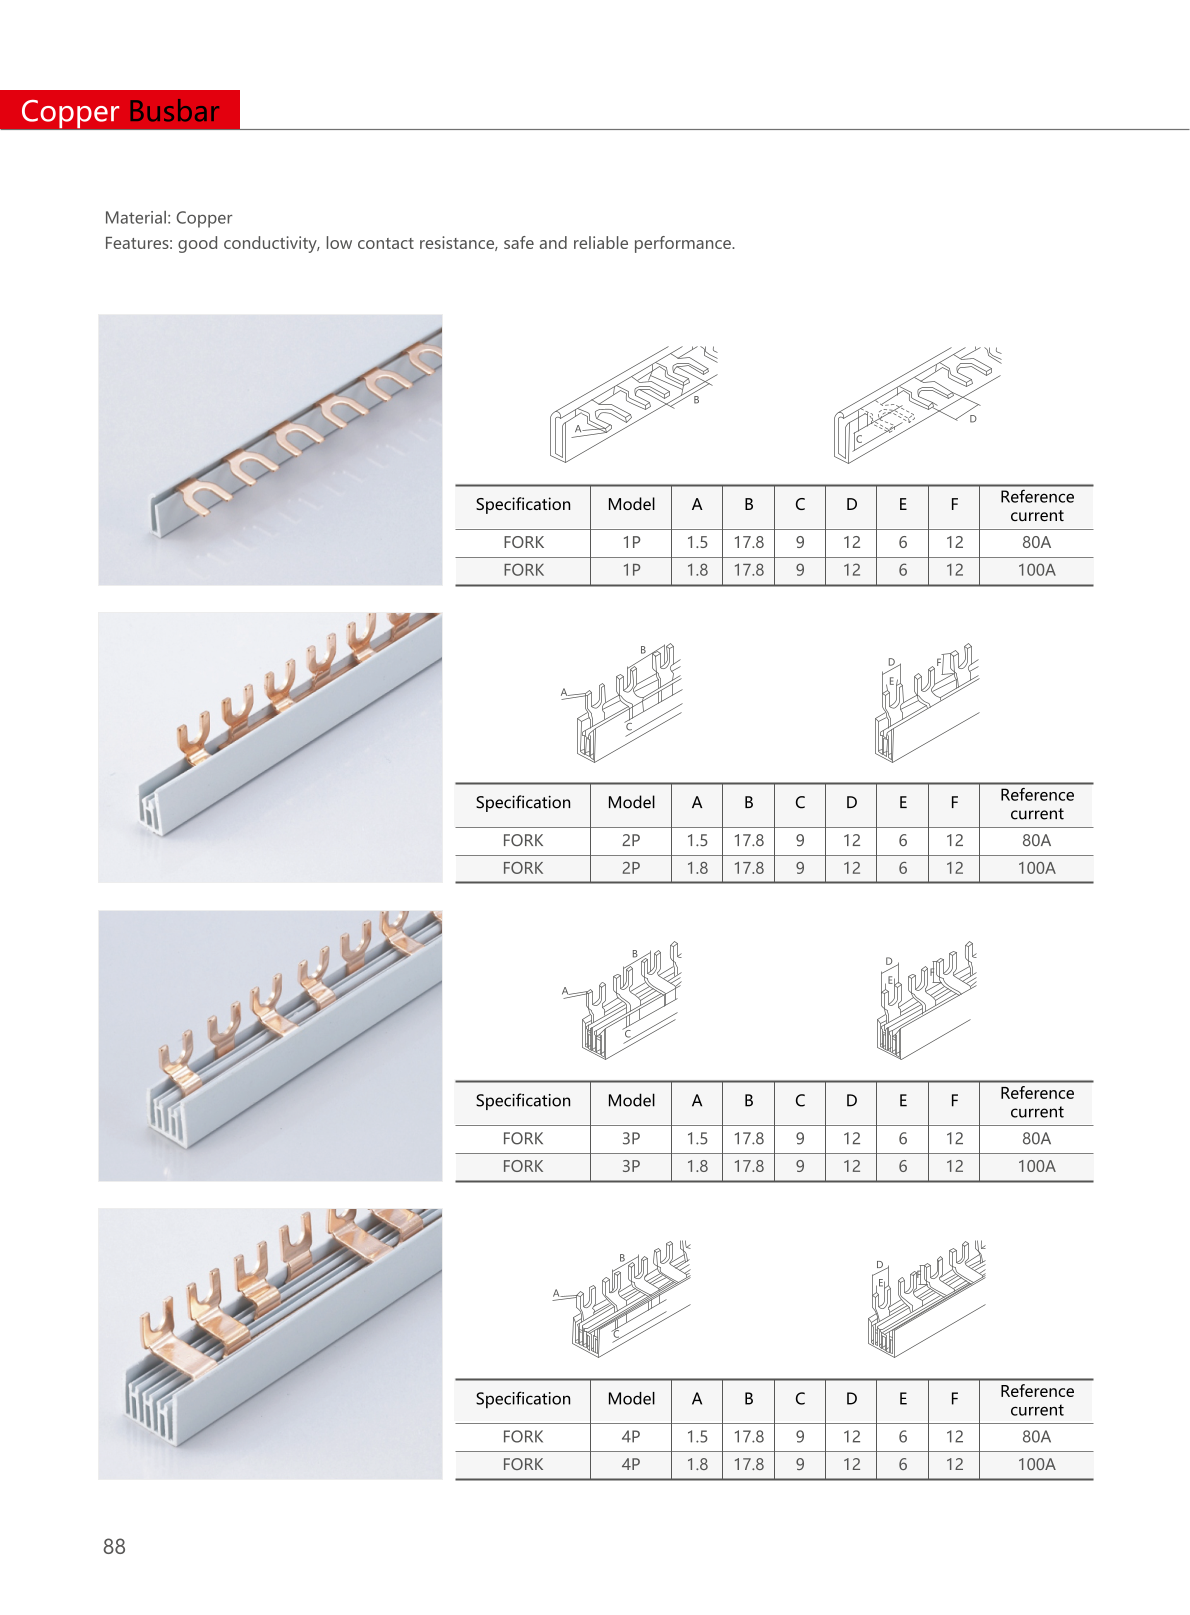 Copper Busbar
Material: Copper
Features: good conductivity, low contact resistance, safe and reliable performance.
A
B
C
D
Specification Model A B C D E F Reference current
FORK 1P 1.5 17.8 9 12 6 12 80A
FORK 1P 1.8 17.8 9 12 6 12 100A
A
B
C
D
E
F
Specification Model A B C D E F Reference current
FORK 2P 1.5 17.8 9 12 6 12 80A
FORK 2P 1.8 17.8 9 12 6 12 100A
A
B
C
D
E
F
Specification Model A B C D E F Reference current
FORK 3P 1.5 17.8 9 12 6 12 80A
FORK 3P 1.8 17.8 9 12 6 12 100A
A
B
C
D
E
F
Specification Model A B C D E F Reference current
FORK 4P 1.5 17.8 9 12 6 12 80A
FORK 4P 1.8 17.8 9 12 6 12 100A
88